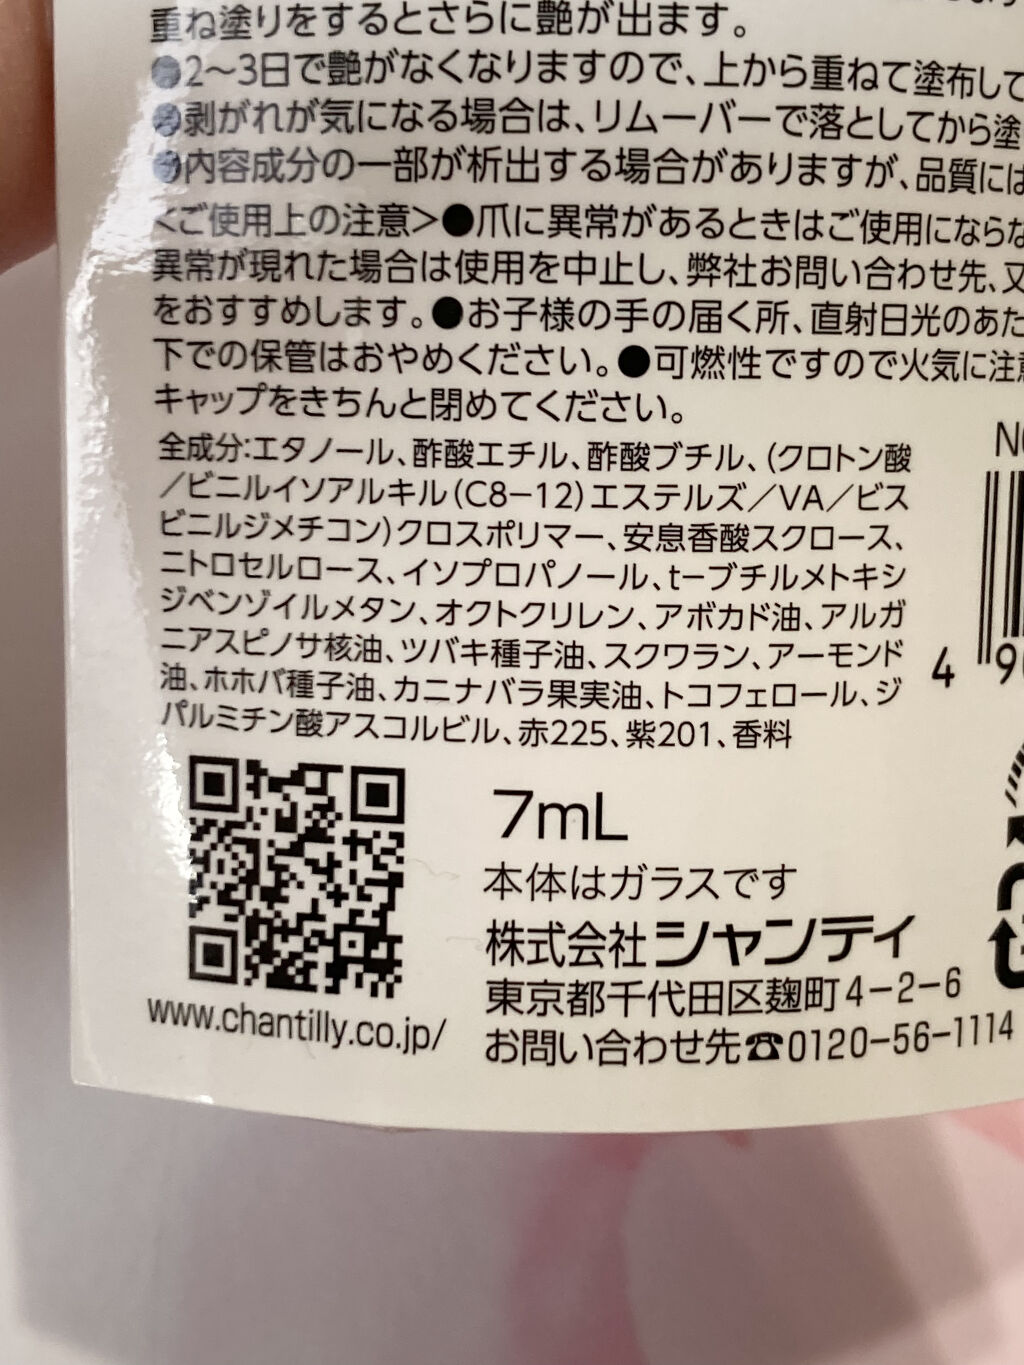 重ね塗りをするとさらに艶が出ます。
●2〜3日で艶がなくなりますので、上から重ねて塗布して
●剥がれが気になる場合は、リムーバーで落としてから塗
●内容成分の一部が析出する場合がありますが、品質には
<ご使用上の注意>●爪に異常があるときはご使用にならな
異常が現れた場合は使用を中止し、弊社お問い合わせ先、又
をおすすめします。●お子様の手の届く所、直射日光のあた
下での保管はおやめください。●可燃性ですので火気に注意
キャップをきちんと閉めてください。
全成分:エタノール、酢酸エチル、酢酸ブチル、(クロトン酸
/ビニルイソアルキル(C8-12)エステルズ/VA/ビス
ビニルジメチコン)クロスポリマー、安息香酸スクロース、
ニトロセルロース、イソプロパノール、t-ブチルメトキシ
ジベンゾイルメタン、オクトクリレン、アボカド油、アルガ
ニアスピノサ核油、ツバキ種子油、スクワラン、アーモンド
油、ホホバ種子油、カニナバラ果実油、トコフェロール、ジ
パルミチン酸アスコルビル、赤225、紫201、香料
4 90
7mL
本体はガラスです
株式会社シャンティ
東京都千代田区麹町4-2-6
www.chantilly.co.jp/
お問い合わせ先☎0120-56-1114